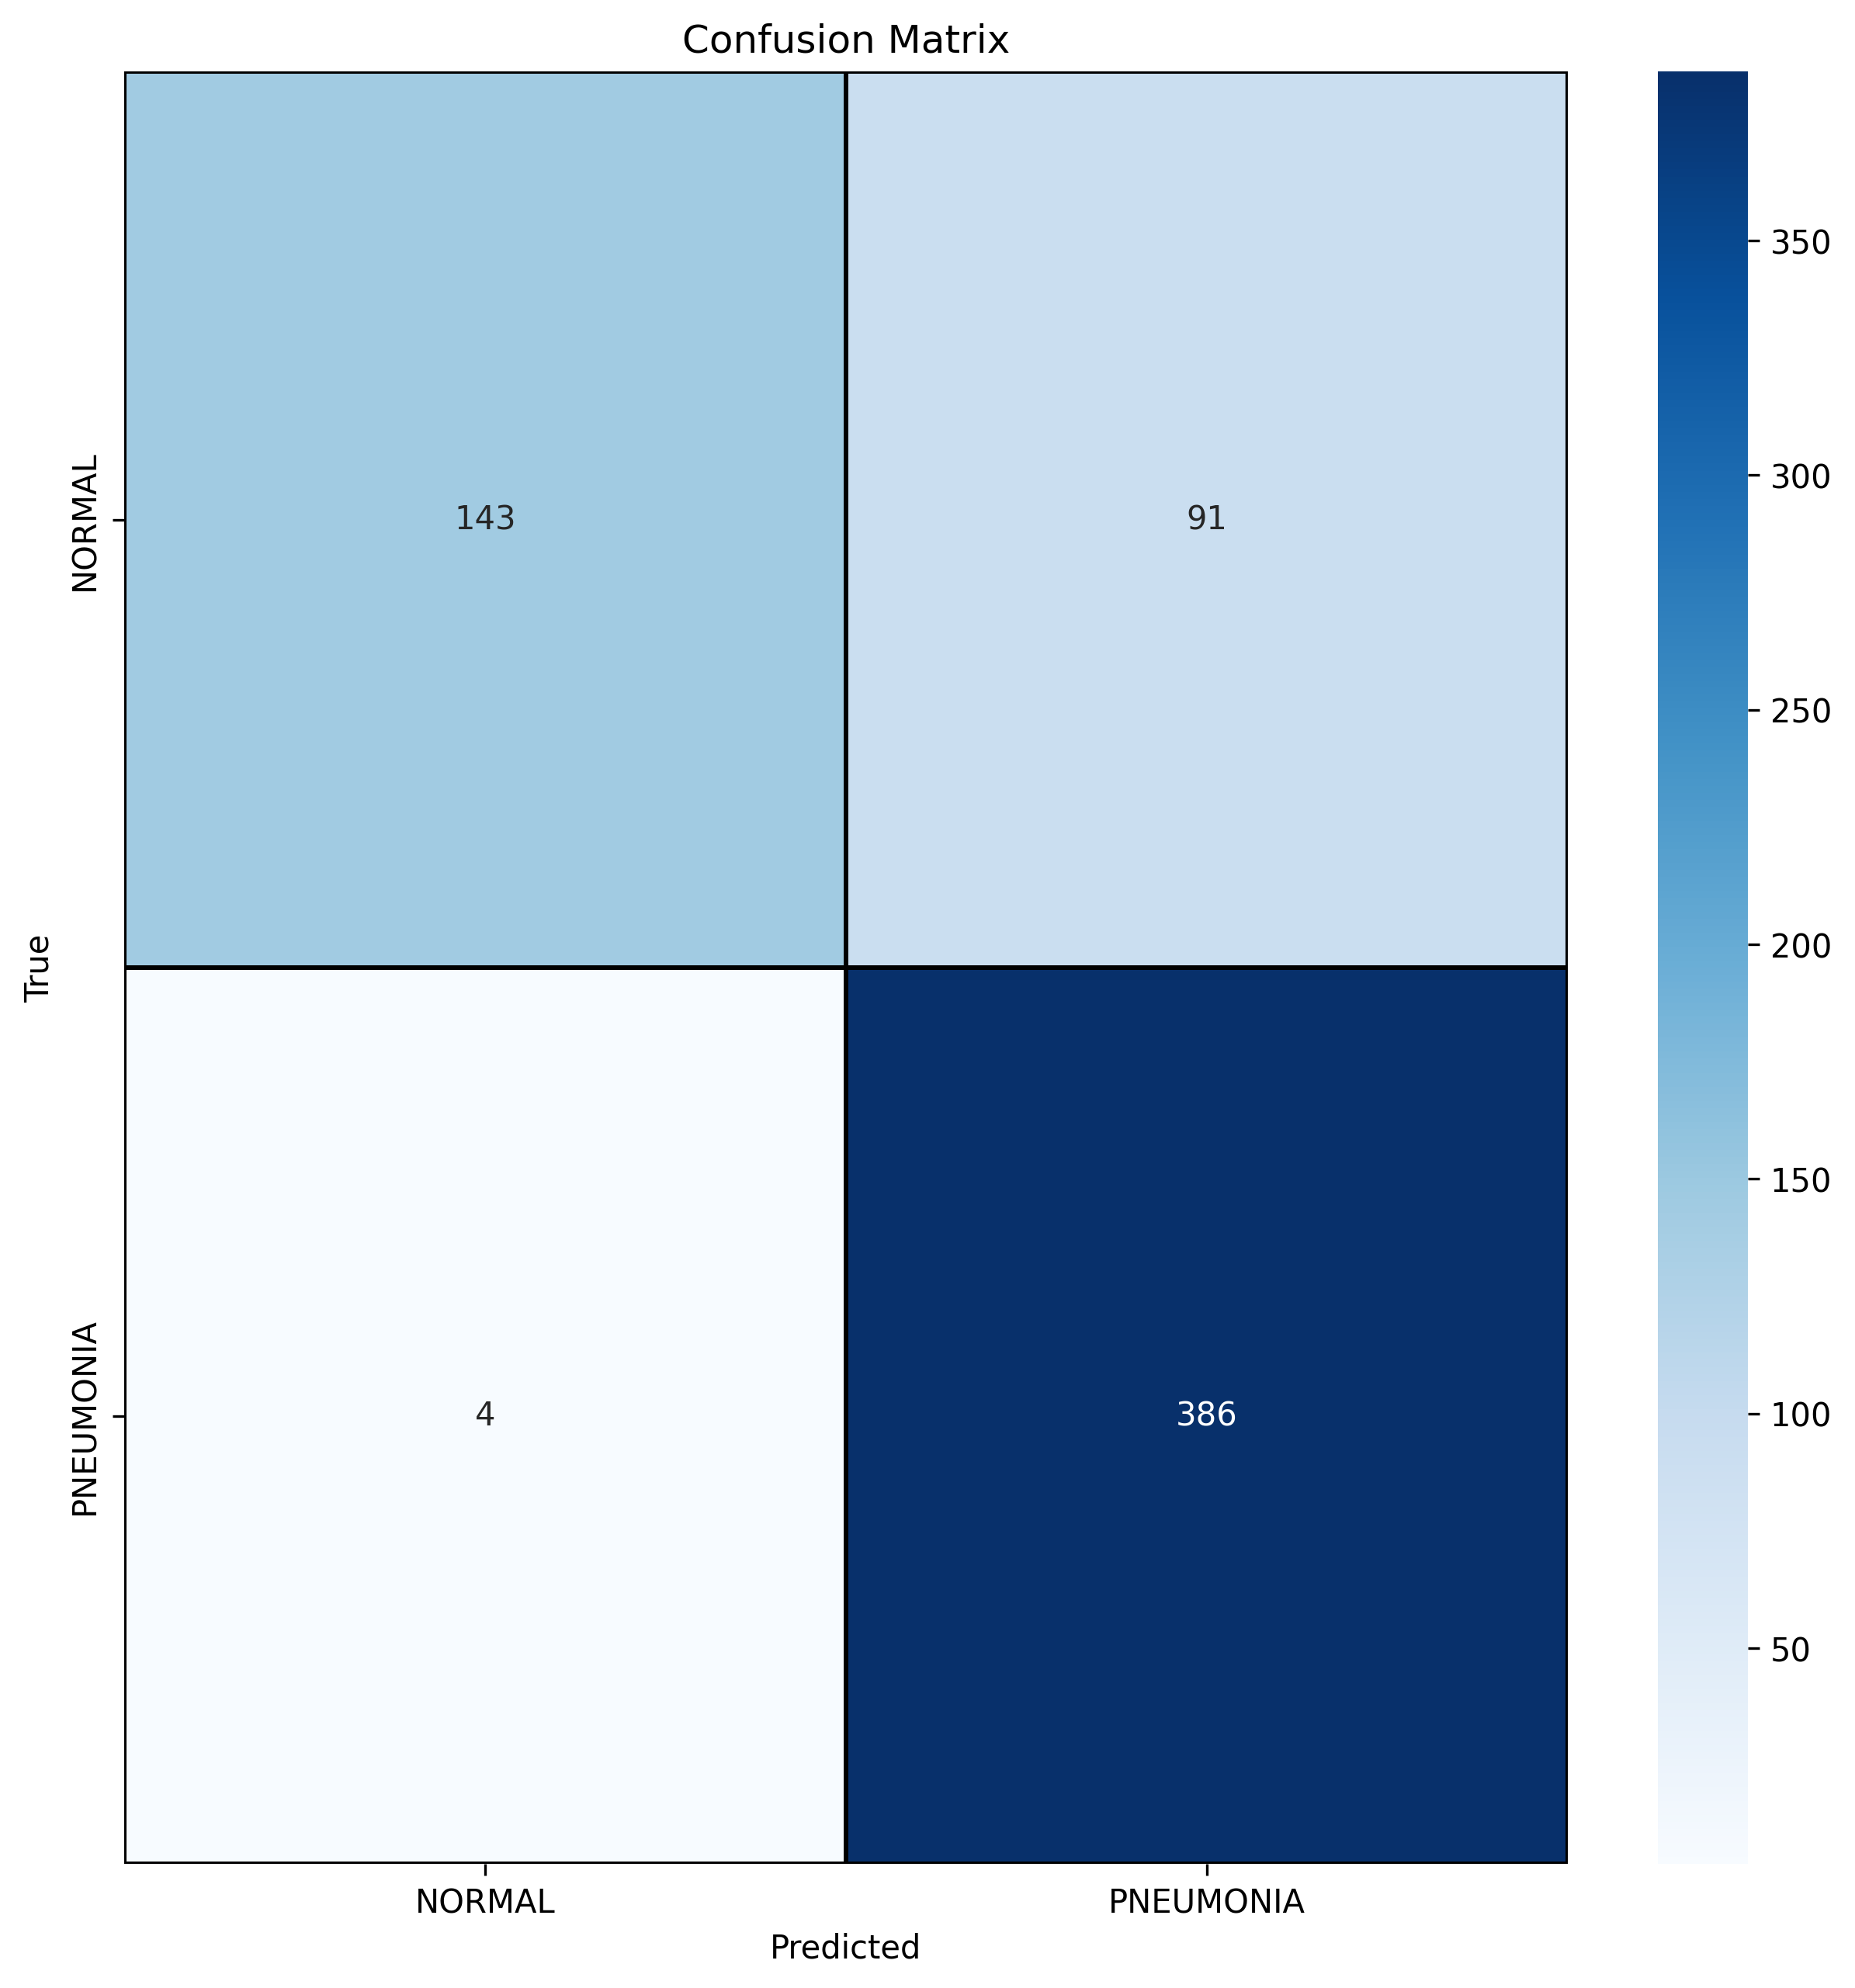 Confusion Matrix
True
NORMAL
143
91
PNEUMONIA
4
386
NORMAL
PNEUMONIA
Predicted
350
300
250
200
150
100
50